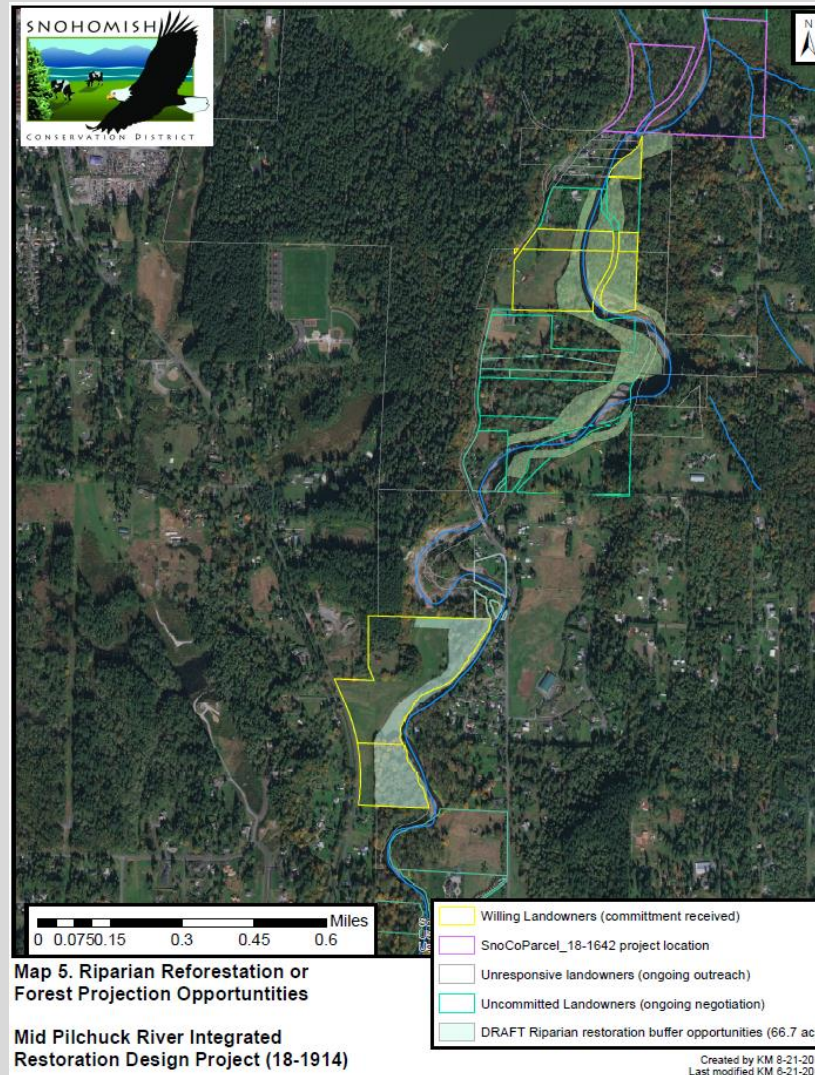 SNOHOMISH
CONSERVATION DISTRICT
N
Miles
0 0.0750.15 0.3 0.45 0.6
Willing Landowners (committment received)
SnoCoParcel_18-1642 project location
Unresponsive landowners (ongoing outreach)
Uncommitted Landowners (ongoing negotiation)
DRAFT Riparian restoration buffer opportunities (66.7 ac
Map 5. Riparian Reforestation or
Forest Projection Opportuntities
Mid Pilchuck River Integrated
Restoration Design Project (18-1914)
Created by KM 8-21-20
Last modified KM 6-21-20